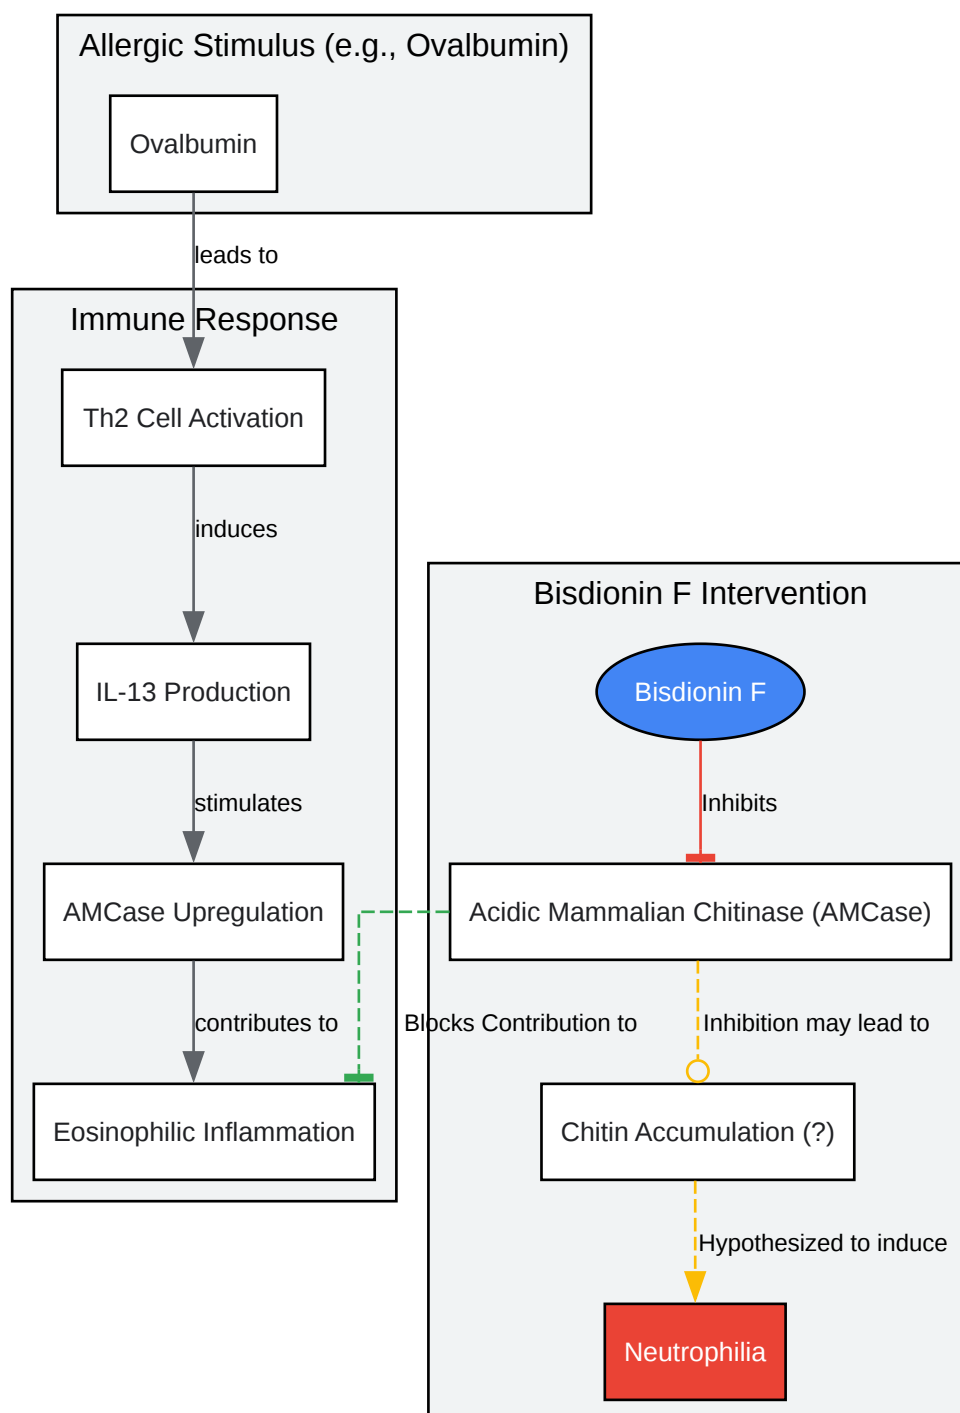 Allergic Stimulus (e.g., Ovalbumin)
Ovalbumin
leads to
Immune Response
Th2 Cell Activation
induces
IL-13 Production
stimulates
AMCase Upregulation
contributes to
Eosinophilic Inflammation
Bisdionin F Intervention
Bisdionin F
Inhibits
Acidic Mammalian Chitinase (AMCase)
Blocks Contribution to
Inhibition may lead to
Chitin Accumulation (?)
Hypothesized to induce
Neutrophilia